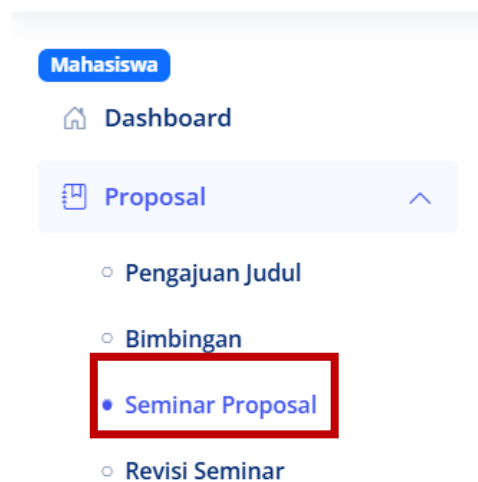 Mahasiswa
Dashboard
Proposal
Pengajuan Judul
Bimbingan
Seminar Proposal
Revisi Seminar